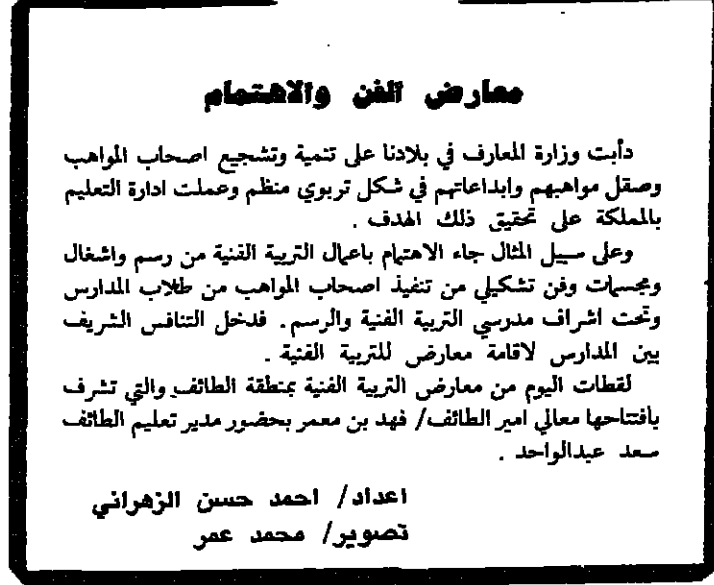 معارض الفن والاهتمام
دأبت وزارة المعارف في بلادنا على تنمية وتشجيع اصحاب المواهب
وصقل مواهبهم وابداعاتهم في شكل تربوي منظم وعملت ادارة التعليم
بالمملكة على تحقيق ذلك الهدف .
وعلى سبيل المثال جاء الاهتمام باعمال التربية الفنية من رسم واشغال
ومجسمات وفن تشكيلي من تنفيذ اصحاب المواهب من طلاب المدارس
وتحت اشراف مدرسي التربية الفنية والرسم . فدخل التنافس الشريف
بين المدارس لاقامة معارض للتربية الفنية .
لقطات اليوم من معارض التربية الفنية بمنطقة الطائف والتي تشرف
بافتتاحها معالي امير الطائف/ فهد بن معمر بحضور مدير تعليم الطائف
سعد عبدالواحد .
اعداد/ احمد حسن الزهراني
تصوير/ محمد عمر